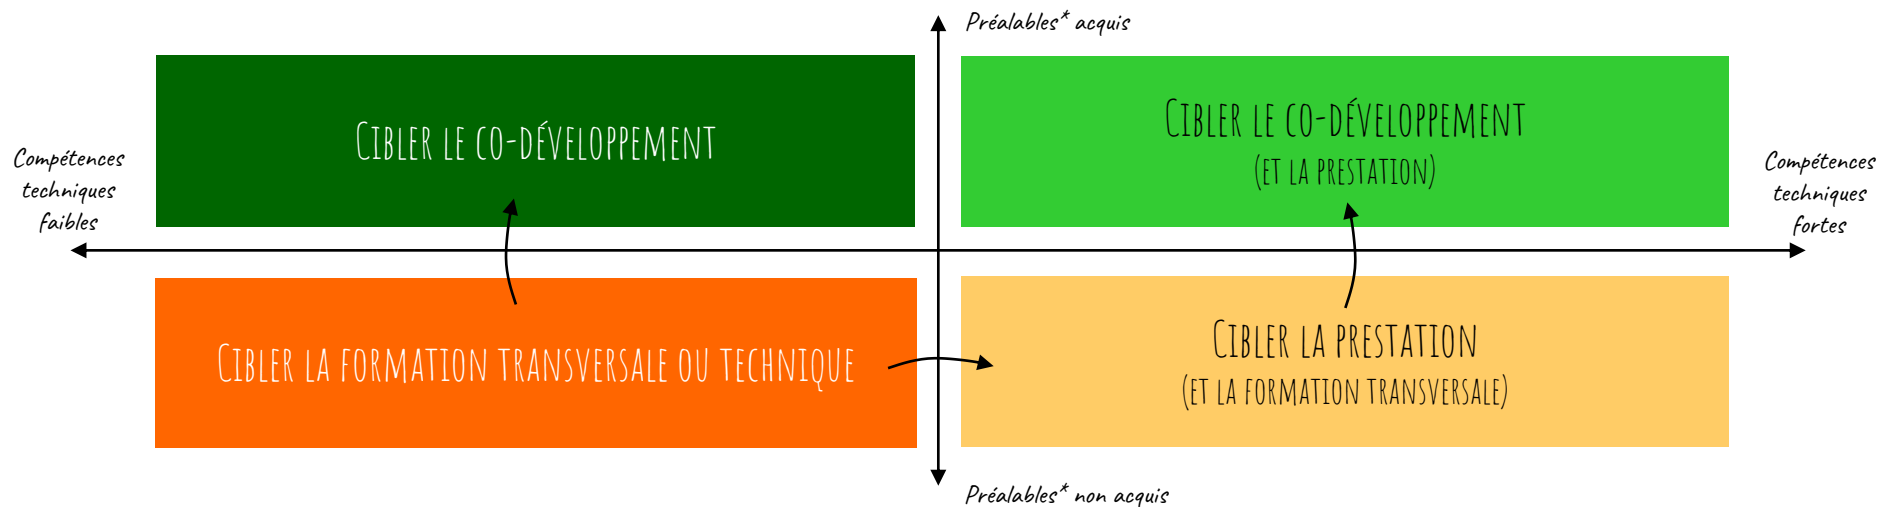 Préalables* acquis
CIBLER LE CO-DÉVELOPPEMENT
CIBLER LE CO-DÉVELOPPEMENT
(ET LA PRESTATION)
Compétences
techniques
faibles
Compétences
techniques
fortes
CIBLER LA FORMATION TRANSVERSALE OU TECHNIQUE
CIBLER LA PRESTATION
(ET LA FORMATION TRANSVERSALE)
Préalables* non acquis